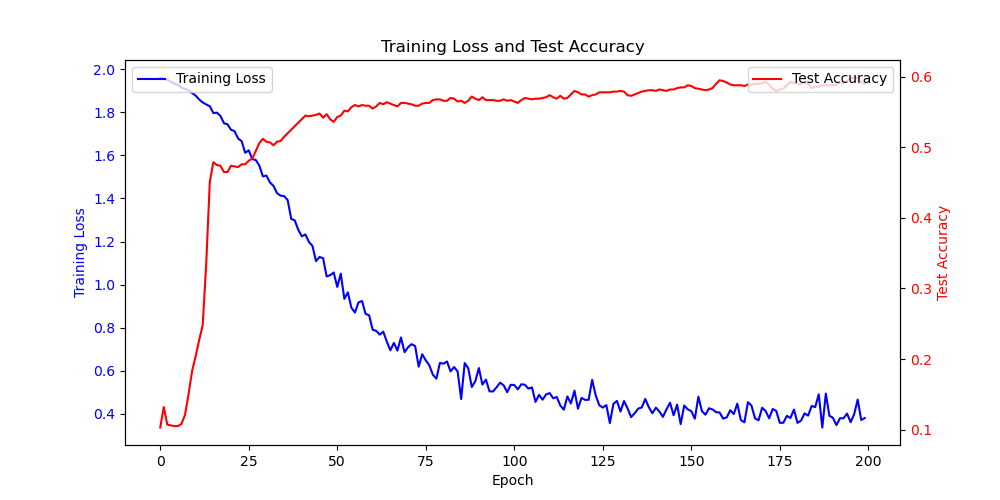 Training Loss and Test Accuracy
Training Loss
Test Accuracy
2.0
1.8
1.6
1.4
1.2
1.0
0.8
0.6
0.4
Training Loss
0.6
0.5
0.4
0.3
0.2
0.1
Test Accuracy
0 25 50 75 100 125 150 175 200
Epoch